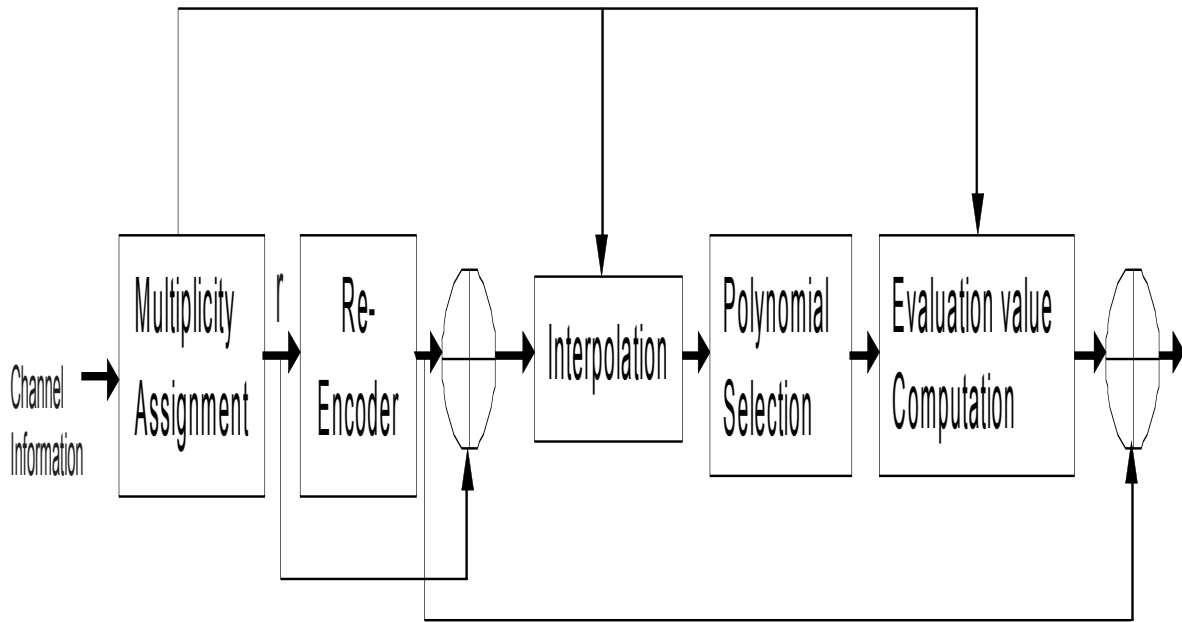 Channel
Information
Multiplicity
Assignment
r
Re-
Encoder
Interpolation
Polynomial
Selection
Evaluation value
Computation